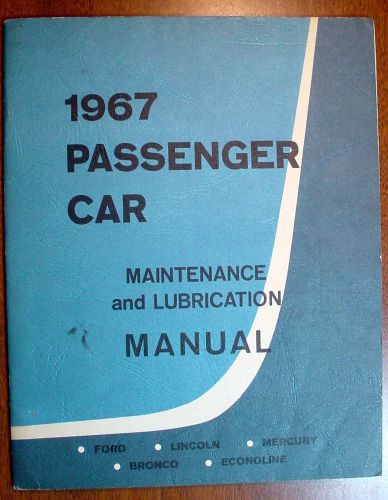 1967
PASSENGER
CAR
MAINTENANCE
and LUBRICATION
MANUAL
• FORD • LINCOLN • MERCURY
• BRONCO • ECONOLINE